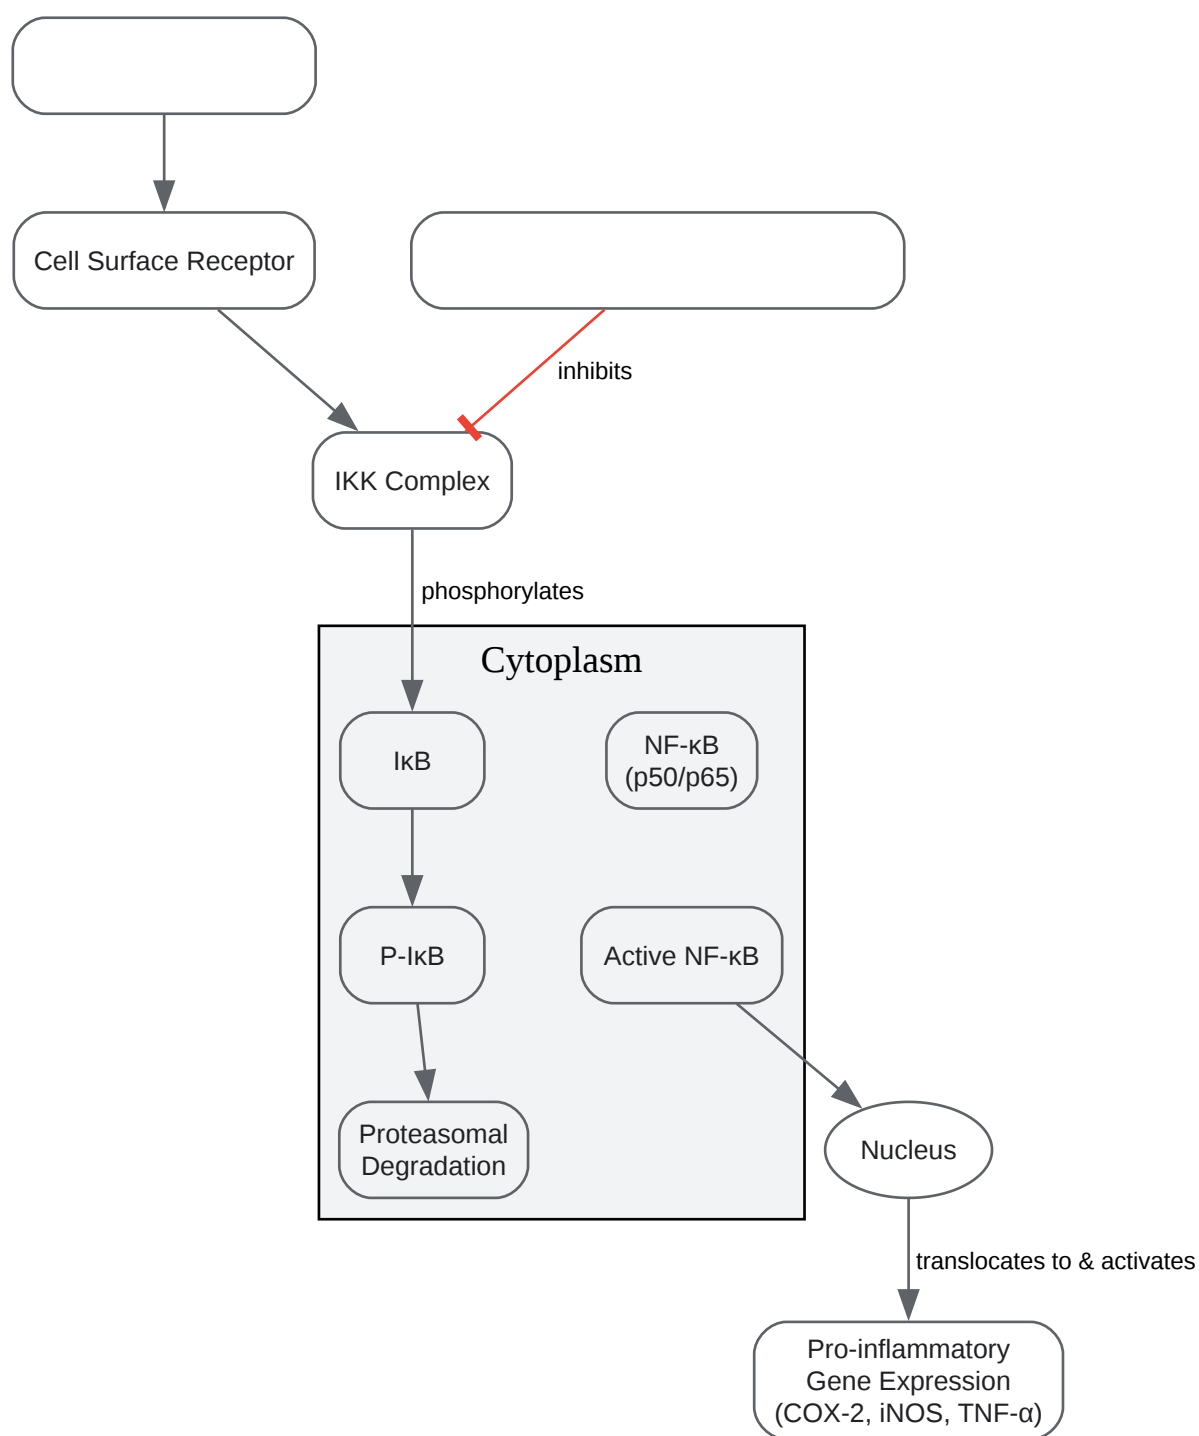 Cell Surface Receptor
inhibits
IKK Complex
phosphorylates
Cytoplasm
IκB
NF-κB
(p50/p65)
P-IκB
Active NF-κB
Proteasomal
Degradation
Nucleus
translocates to & activates
Pro-inflammatory
Gene Expression
(COX-2, iNOS, TNF-α)